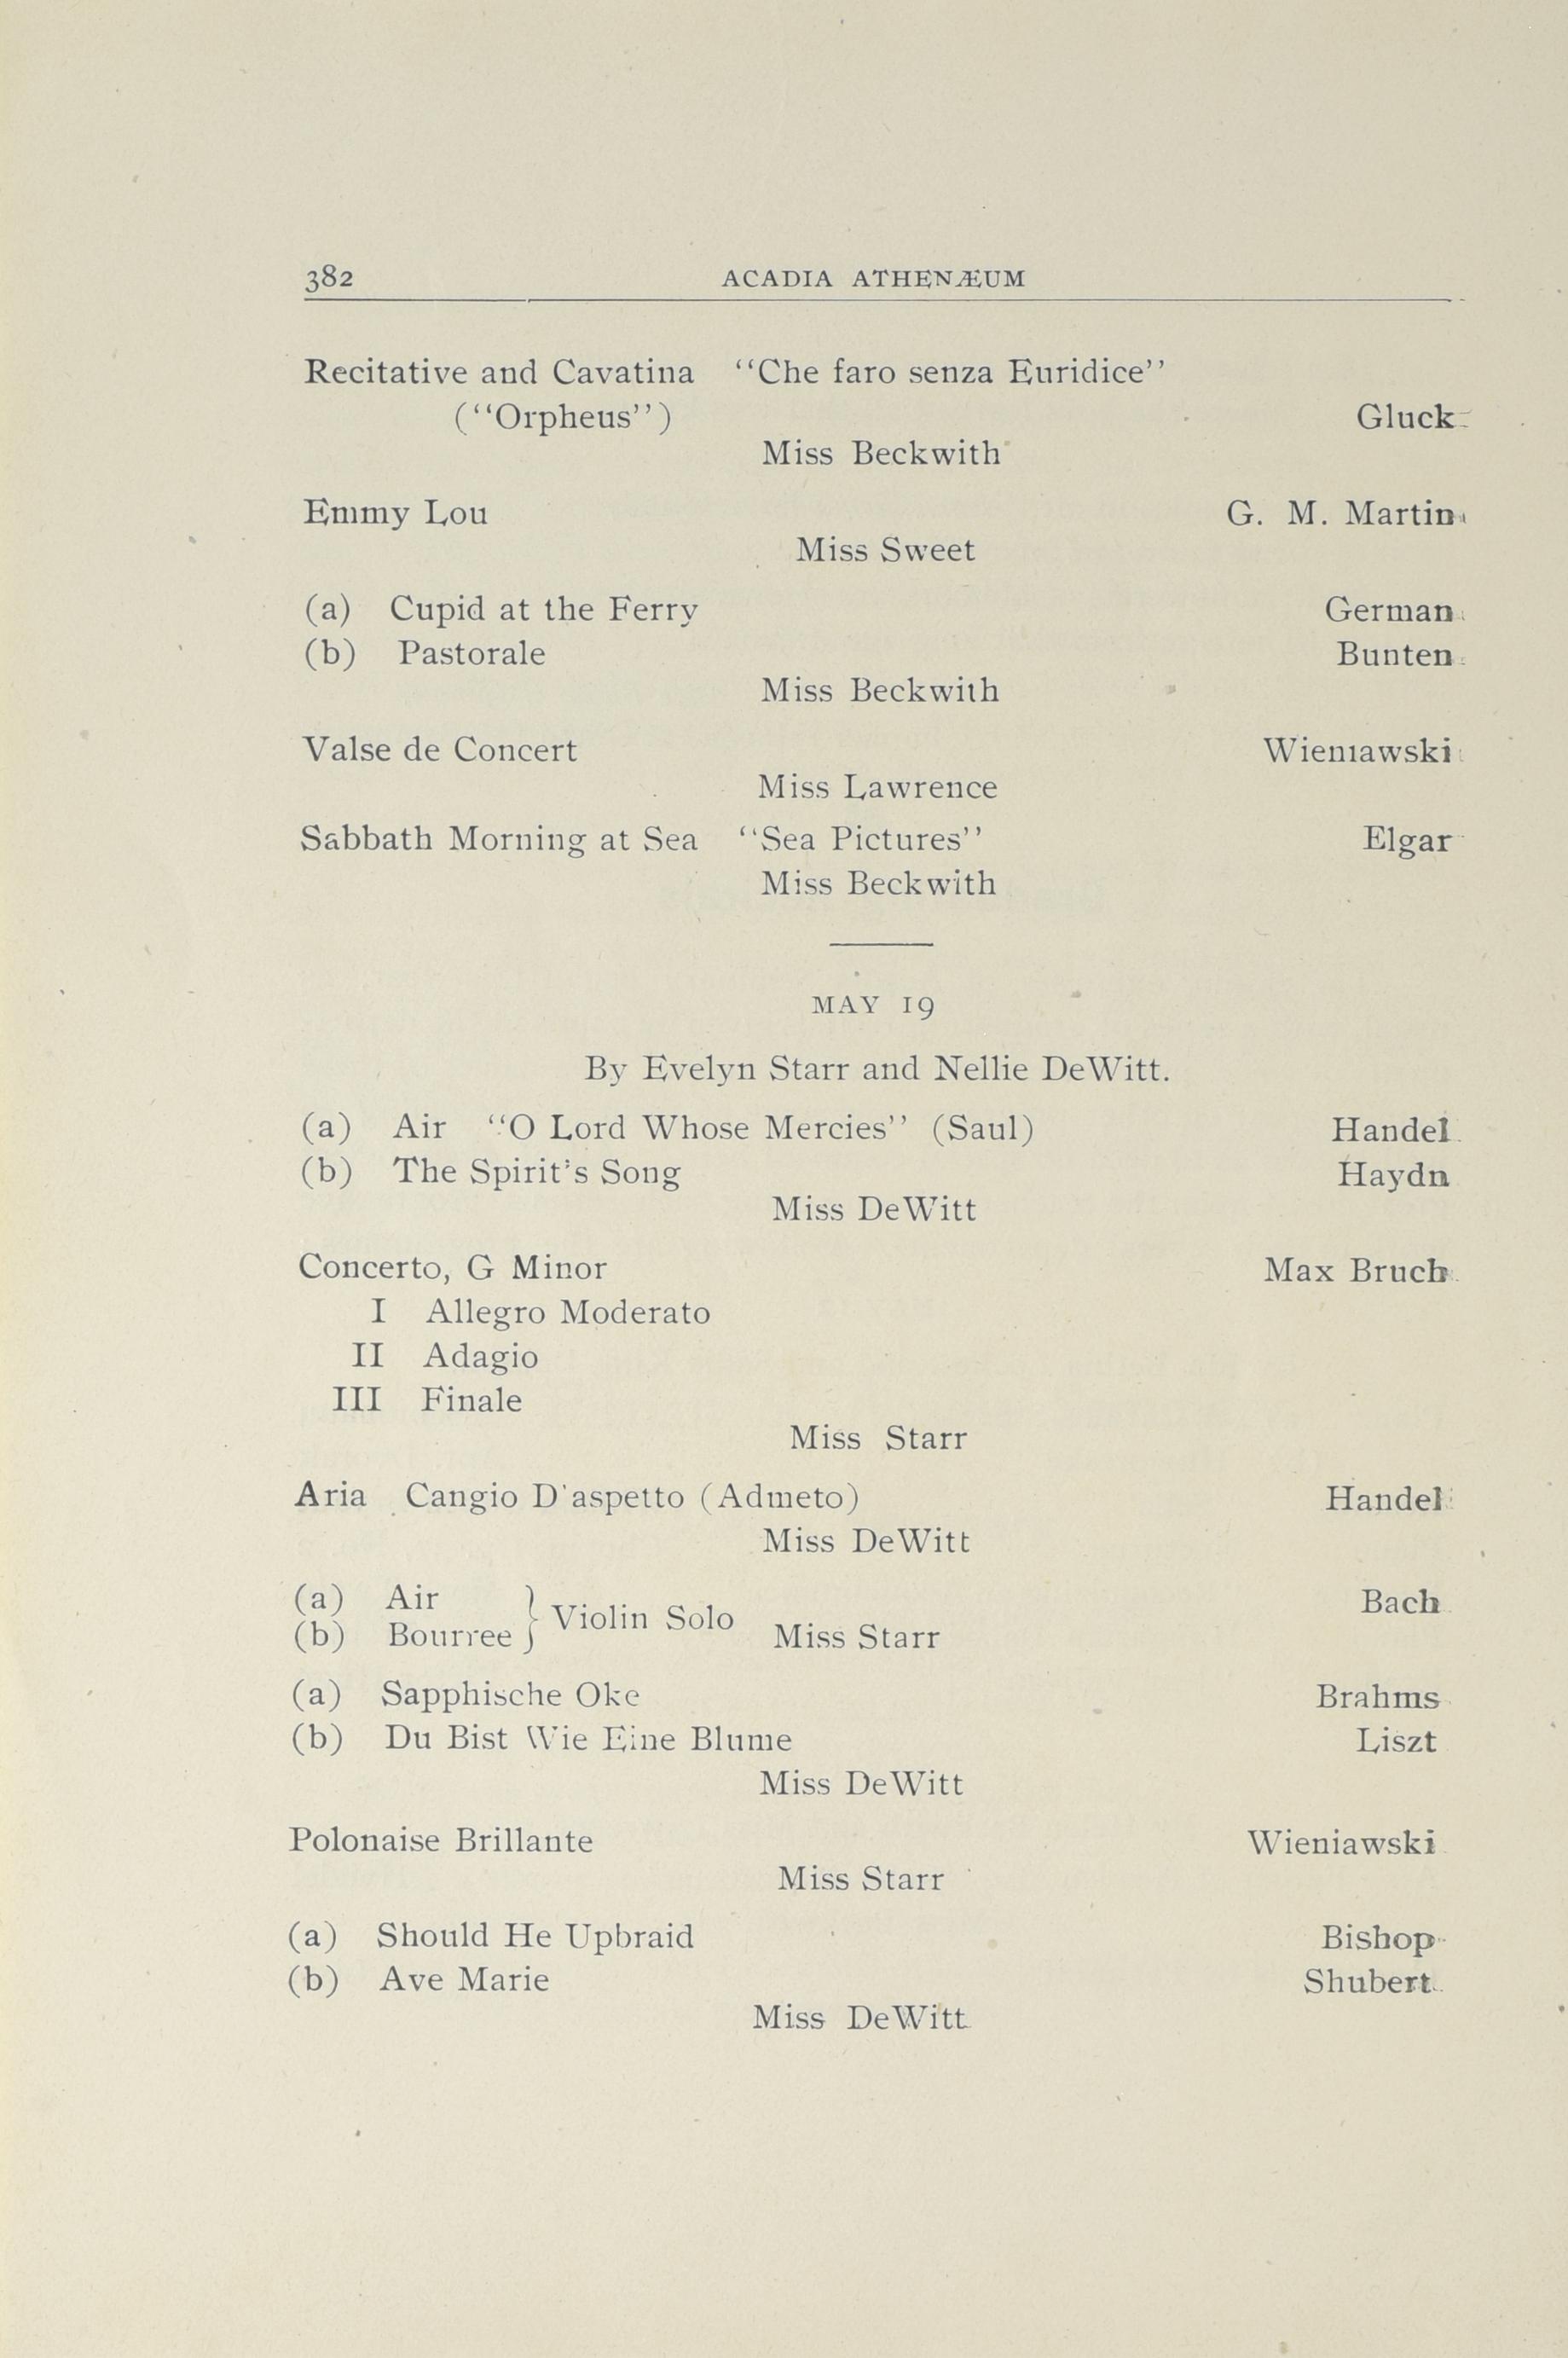 382 ACADIA ATHENÆUM
Recitative and Cavatina "Che faro senza Euridice"
("Orpheus") Gluck
Miss Beckwith
Emmy Lou G. M. Martin
Miss Sweet
(a) Cupid at the Ferry German
(b) Pastorale Bunten
Miss Beckwith
Valse de Concert Wieniawski
Miss Lawrence
Sabbath Morning at Sea "Sea Pictures" Elgar
Miss Beckwith
MAY 19
By Evelyn Starr and Nellie DeWitt.
(a) Air "O Lord Whose Mercies" (Saul) Handel
(b) The Spirit's Song Haydn
Miss DeWitt
Concerto, G Minor Max Bruch
I Allegro Moderato
II Adagio
III Finale
Miss Starr
Aria Cangio D'aspetto (Admeto) Handel
Miss DeWitt
(a) Air Bach
(b) Bourree } Violin Solo Miss Starr
(a) Sapphische Oke Brahms
(b) Du Bist Wie Eine Blume Liszt
Miss DeWitt
Polonaise Brillante Wieniawski
Miss Starr
(a) Should He Upbraid Bishop
(b) Ave Marie Shubert
Miss DeWitt